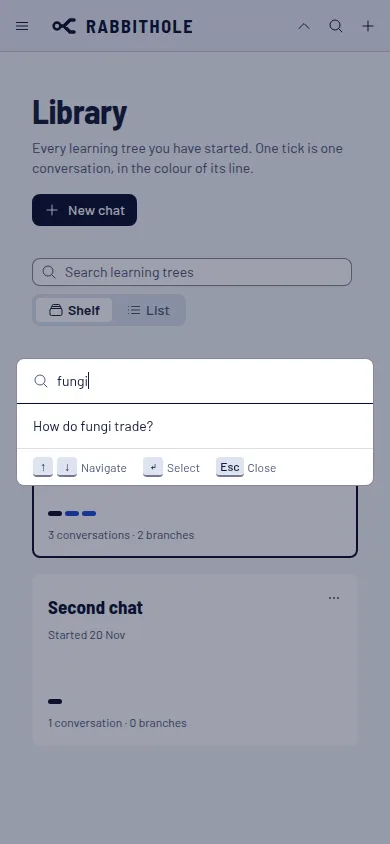 RABBITHOLE
Library
Every learning tree you have started. One tick is one
conversation, in the colour of its line.
New chat
Search learning trees
Shelf
List
fungi
How do fungi trade?
↑ ↓ Navigate ↵ Select Esc Close
3 conversations · 2 branches
Second chat
Started 20 Nov
1 conversation · 0 branches